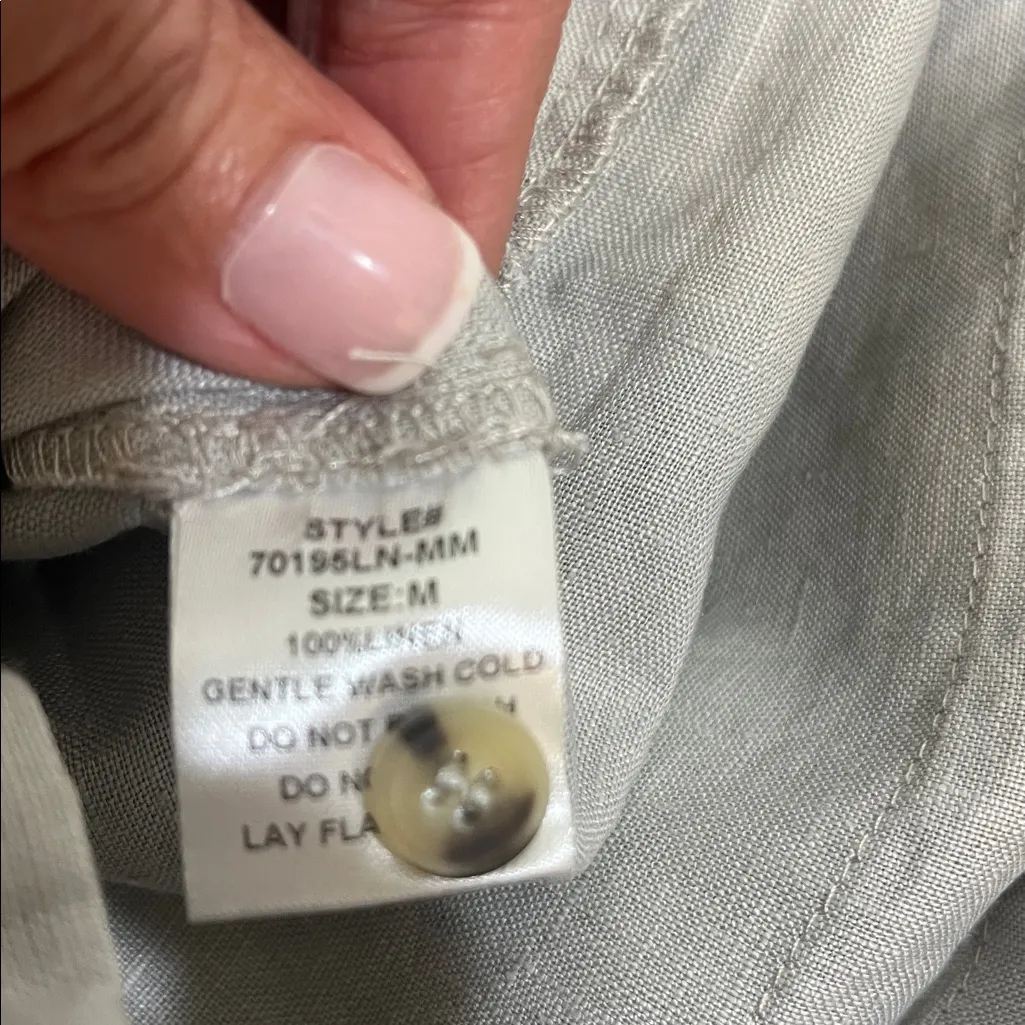 STYLE#
70195LN-MM
SIZE:M
100% LINEN
GENTLE WASH COLD
DO NOT
DO
LAY